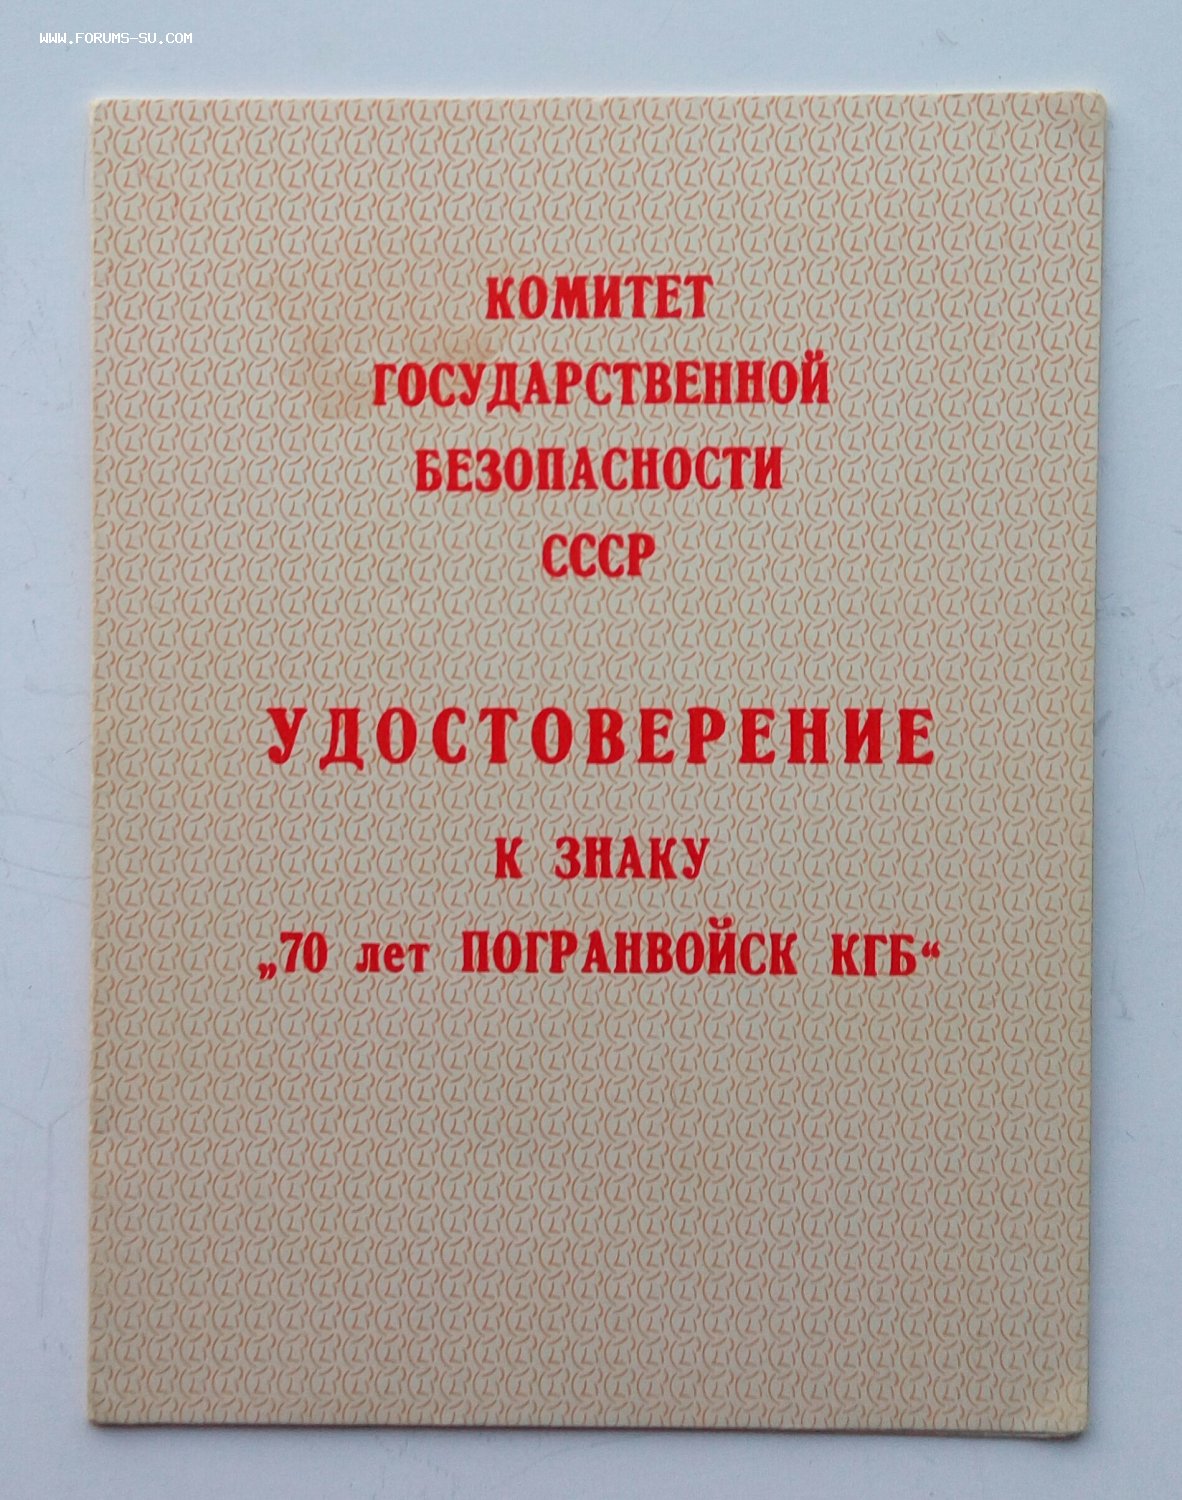 WWW.FORUMS-SU.COM
КОМИТЕТ
ГОСУДАРСТВЕННОЙ
БЕЗОПАСНОСТИ
СССР
УДОСТОВЕРЕНИЕ
К ЗНАКУ
„70 лет ПОГРАНВОЙСК КГБ“